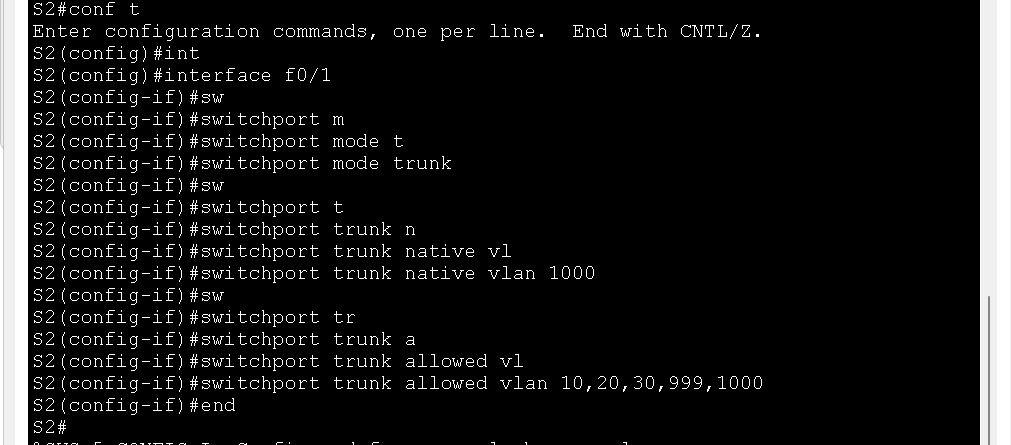 S2#conf t
Enter configuration commands, one per line.  End with CNTL/Z.
S2(config)#int
S2(config)#interface f0/1
S2(config-if)#sw
S2(config-if)#switchport m
S2(config-if)#switchport mode t
S2(config-if)#switchport mode trunk
S2(config-if)#sw
S2(config-if)#switchport t
S2(config-if)#switchport trunk n
S2(config-if)#switchport trunk native vl
S2(config-if)#switchport trunk native vlan 1000
S2(config-if)#sw
S2(config-if)#switchport tr
S2(config-if)#switchport trunk a
S2(config-if)#switchport trunk allowed vl
S2(config-if)#switchport trunk allowed vlan 10,20,30,999,1000
S2(config-if)#end
S2#